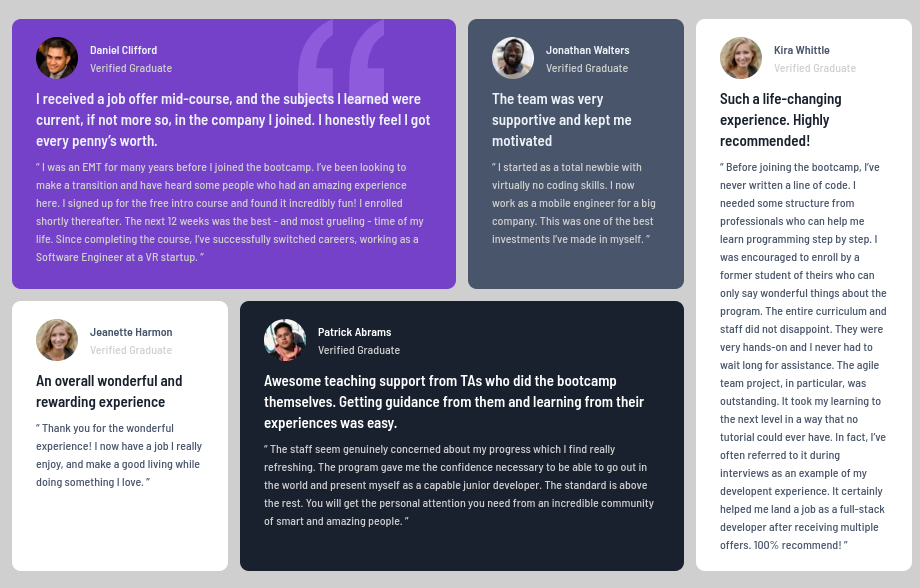 Daniel Clifford
Verified Graduate
I received a job offer mid-course, and the subjects I learned were
current, if not more so, in the company I joined. I honestly feel I got
every penny's worth.
“ I was an EMT for many years before I joined the bootcamp. I've been looking to
make a transition and have heard some people who had an amazing experience
here. I signed up for the free intro course and found it incredibly fun! I enrolled
shortly thereafter. The next 12 weeks was the best - and most grueling - time of my
life. Since completing the course, I've successfully switched careers, working as a
Software Engineer at a VR startup. ”
Jonathan Walters
Verified Graduate
The team was very
supportive and kept me
motivated
“ I started as a total newbie with
virtually no coding skills. I now
work as a mobile engineer for a big
company. This was one of the best
investments I've made in myself. ”
Kira Whittle
Verified Graduate
Such a life-changing
experience. Highly
recommended!
“ Before joining the bootcamp, I've
never written a line of code. I
needed some structure from
professionals who can help me
learn programming step by step. I
was encouraged to enroll by a
former student of theirs who can
only say wonderful things about the
program. The entire curriculum and
staff did not disappoint. They were
very hands-on and I never had to
wait long for assistance. The agile
team project, in particular, was
outstanding. It took my learning to
the next level in a way that no
tutorial could ever have. In fact, I've
often referred to it during
interviews as an example of my
developent experience. It certainly
helped me land a job as a full-stack
developer after receiving multiple
offers. 100% recommend! ”
Jeanette Harmon
Verified Graduate
An overall wonderful and
rewarding experience
“ Thank you for the wonderful
experience! I now have a job I really
enjoy, and make a good living while
doing something I love. ”
Patrick Abrams
Verified Graduate
Awesome teaching support from TAs who did the bootcamp
themselves. Getting guidance from them and learning from their
experiences was easy.
“ The staff seem genuinely concerned about my progress which I find really
refreshing. The program gave me the confidence necessary to be able to go out in
the world and present myself as a capable junior developer. The standard is above
the rest. You will get the personal attention you need from an incredible community
of smart and amazing people. ”